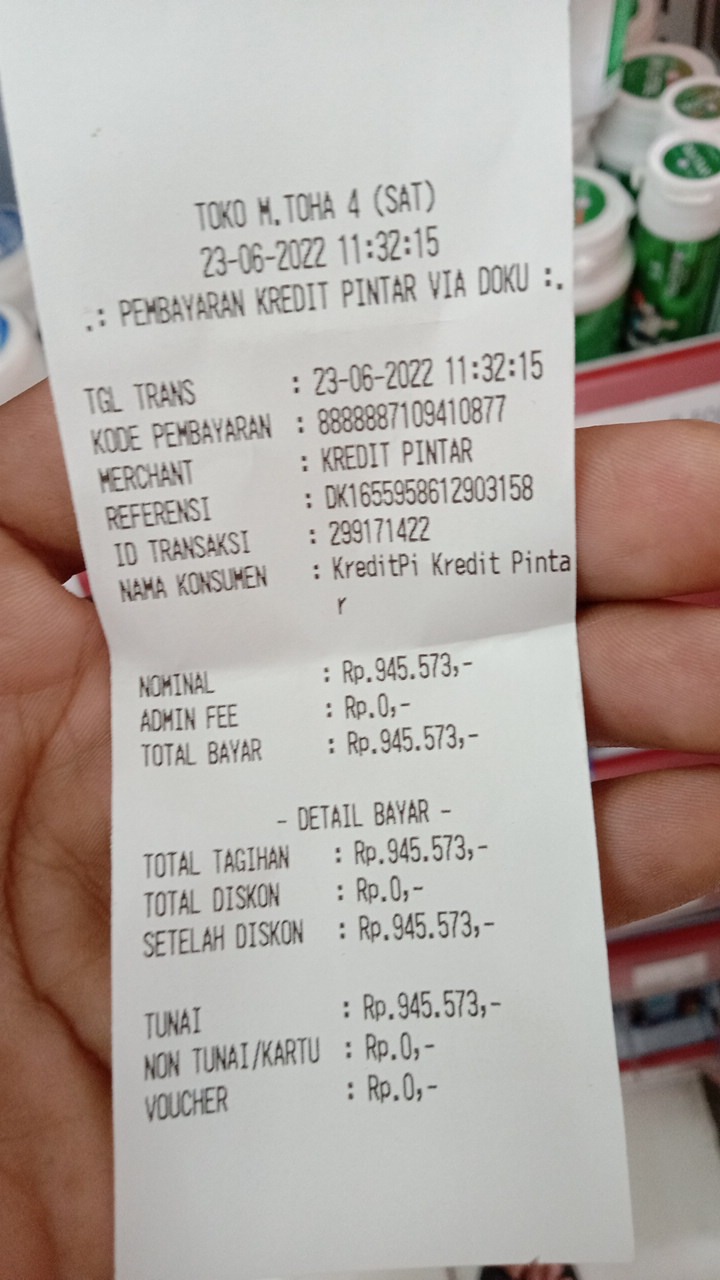 TOKO M.TOHA 4 (SAT)
23-06-2022 11:32:15
.: PEMBAYARAN KREDIT PINTAR VIA DOKU :.
TGL TRANS : 23-06-2022 11:32:15
KODE PEMBAYARAN : 8888887109410877
MERCHANT : KREDIT PINTAR
REFERENSI : DK1655958612903158
ID TRANSAKSI : 299171422
NAMA KONSUMEN : KreditPi Kredit Pinta
r
NOMINAL : Rp.945.573,-
ADMIN FEE : Rp.0,-
TOTAL BAYAR : Rp.945.573,-
- DETAIL BAYAR -
TOTAL TAGIHAN : Rp.945.573,-
TOTAL DISKON : Rp.0,-
SETELAH DISKON : Rp.945.573,-
TUNAI : Rp.945.573,-
NON TUNAI/KARTU : Rp.0,-
VOUCHER : Rp.0,-